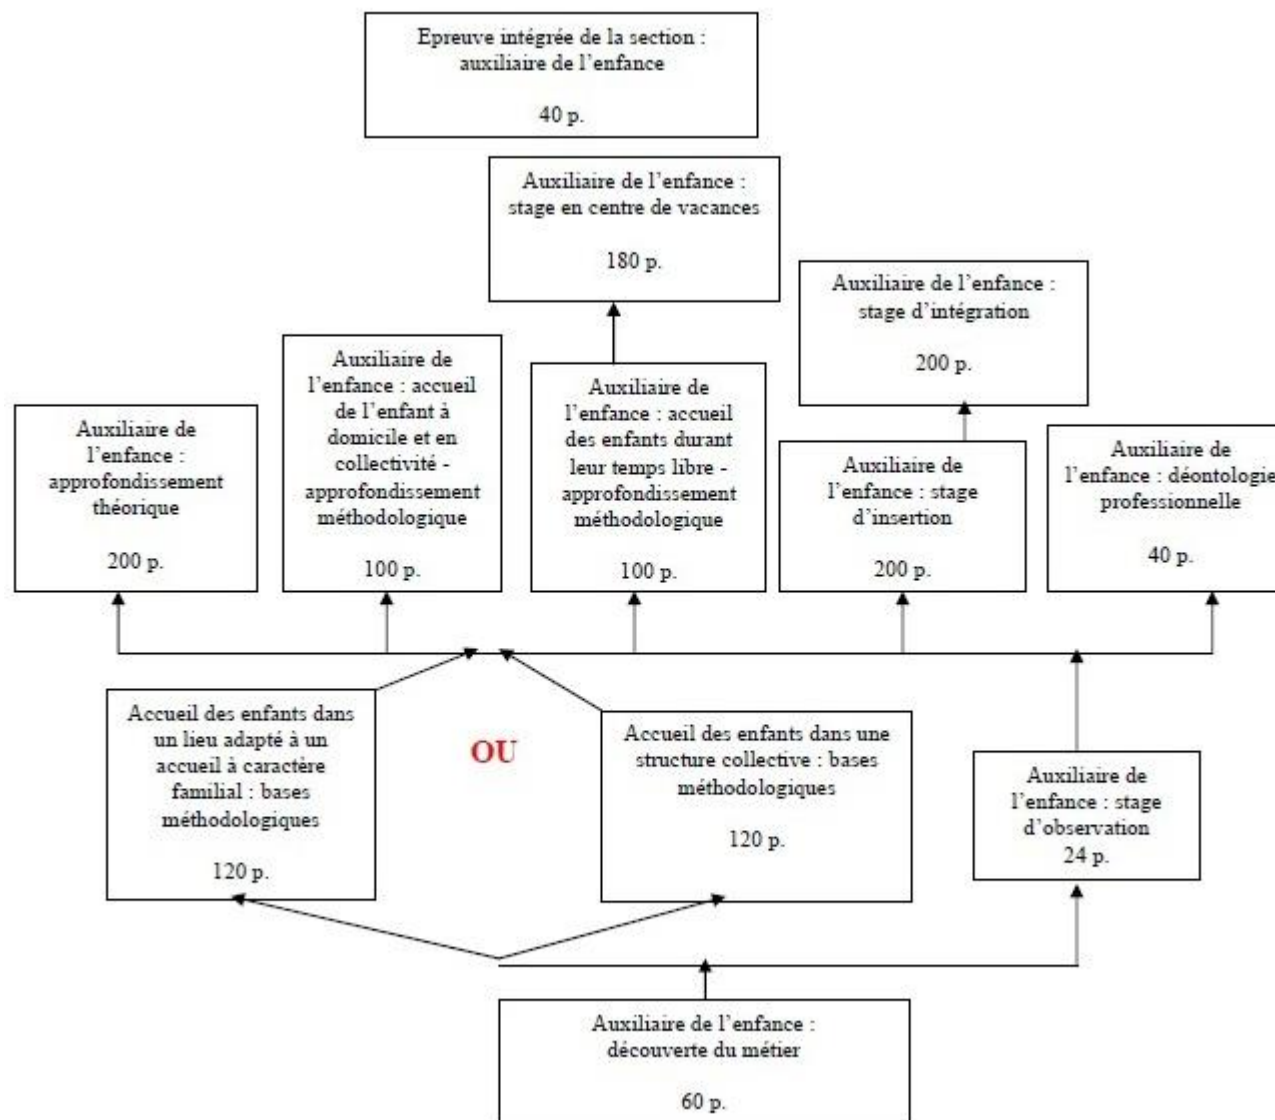 Epreuve intégrée de la section :
auxiliaire de l'enfance
40 p.
Auxiliaire de l'enfance :
stage en centre de vacances
180 p.
Auxiliaire de l'enfance :
stage d'intégration
200 p.
Auxiliaire de
l'enfance :
approfondissement
théorique
200 p.
Auxiliaire de
l'enfance : accueil
de l'enfant à
domicile et en
collectivité -
approfondissement
méthodologique
100 p.
Auxiliaire de
l'enfance : accueil
des enfants durant
leur temps libre -
approfondissement
méthodologique
100 p.
Auxiliaire de
l'enfance : stage
d'insertion
200 p.
Auxiliaire de
l'enfance : déontologie
professionnelle
40 p.
Accueil des enfants dans
un lieu adapté à un
accueil à caractère
familial : bases
méthodologiques
120 p.
OU
Accueil des enfants dans une
structure collective : bases
méthodologiques
120 p.
Auxiliaire de
l'enfance : stage
d'observation
24 p.
Auxiliaire de l'enfance :
découverte du métier
60 p.